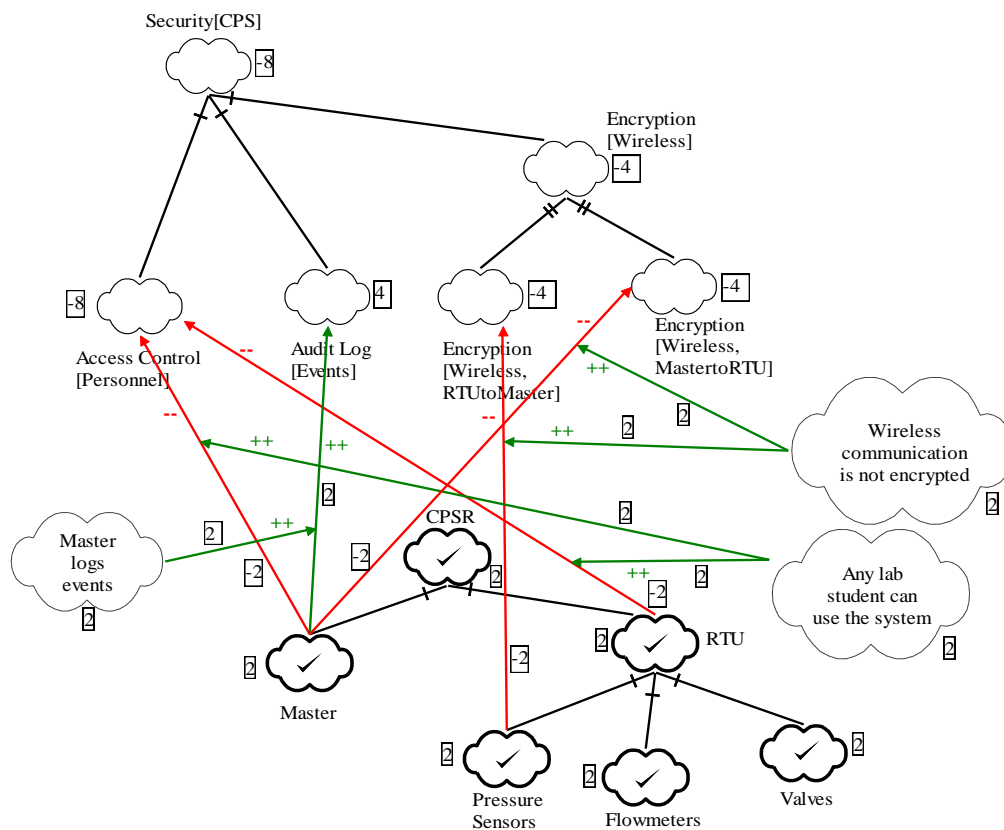 Security[CPS]
-8
Encryption
[Wireless]
-4
-8
4
-4
-4
Access Control
[Personnel]
Audit Log
[Events]
Encryption
[Wireless,
RTUtoMaster]
Encryption
[Wireless,
MastertoRTU]
--
--
--
--
++
++
++
++
2
2
Wireless
communication
is not encrypted
2
++
2
++
2
2
CPSR
2
Master
logs
events
2
-2
-2
++
2
Any lab
student can
use the system
2
-2
2
RTU
2
Master
-2
2
Pressure
Sensors
2
Flowmeters
2
Valves